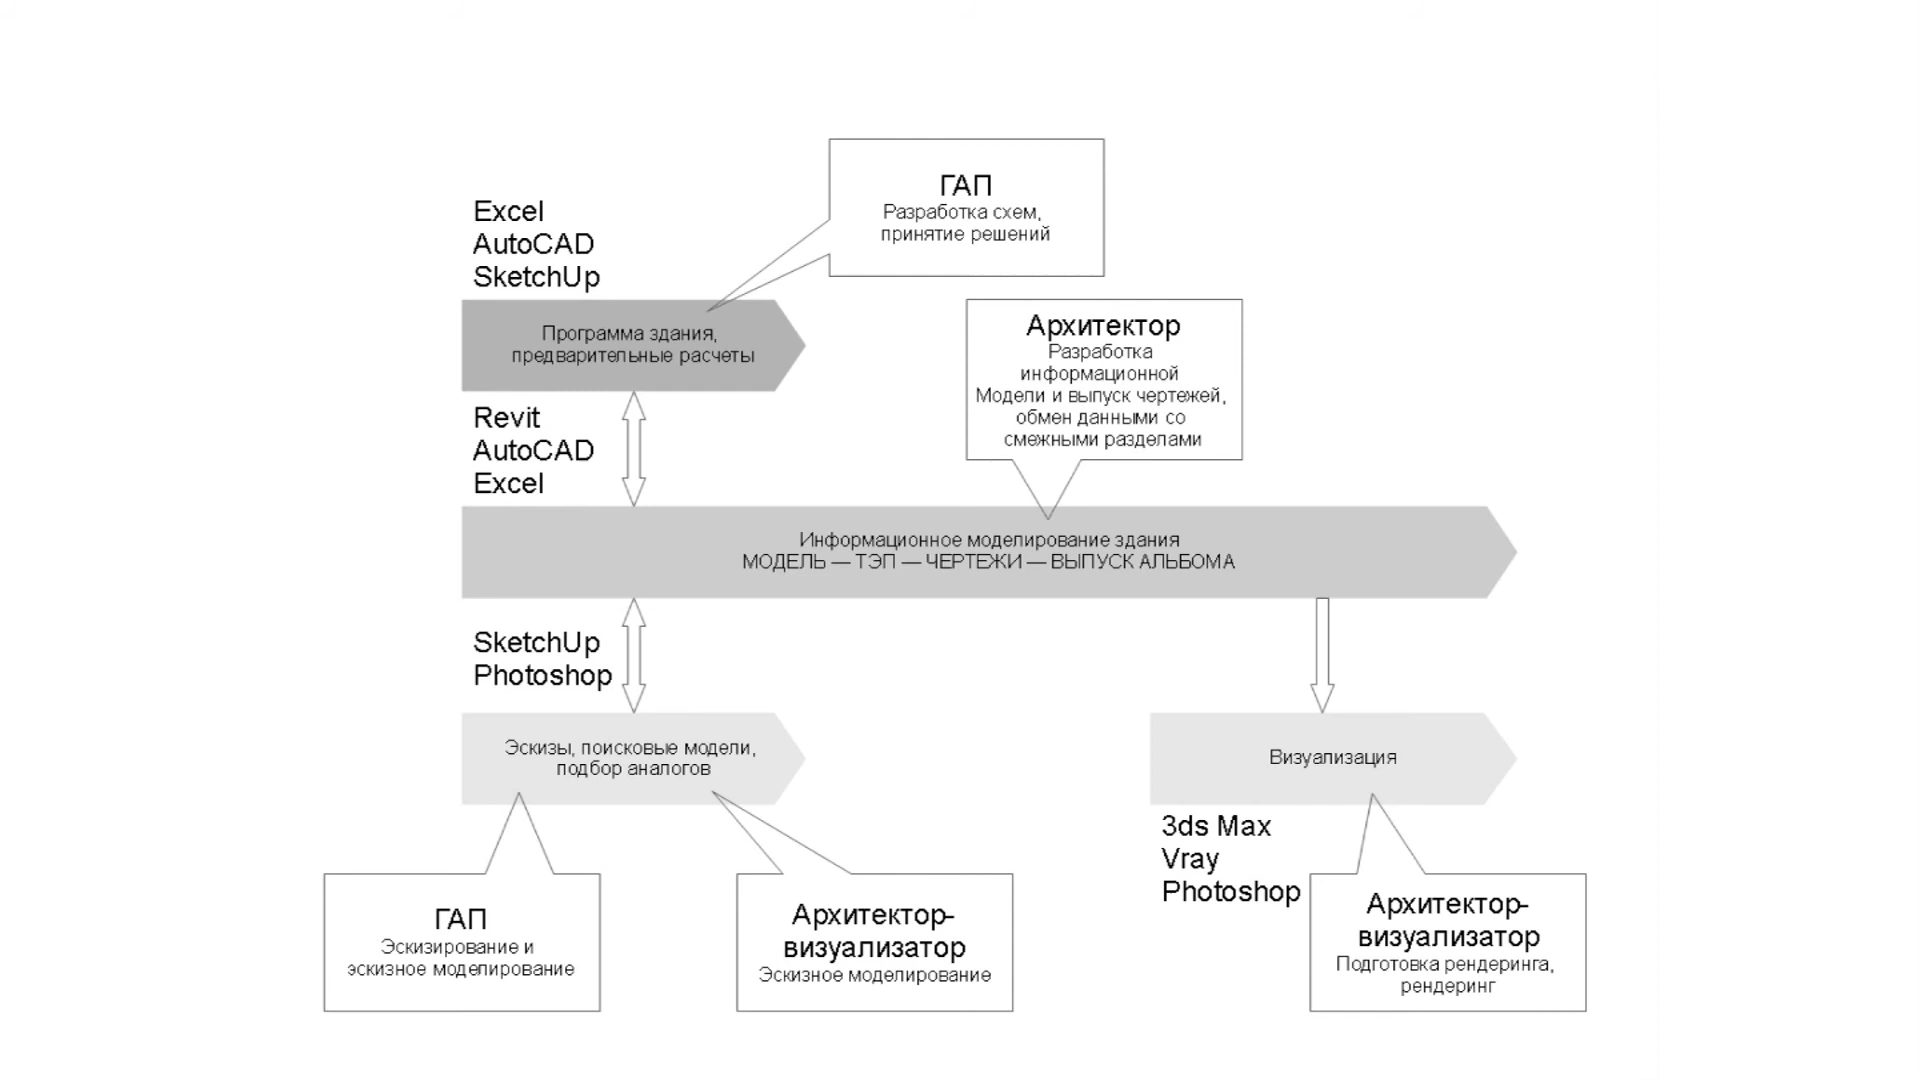 ГАП
Разработка схем,
принятие решений
Excel
AutoCAD
SketchUp
Программа здания,
предварительные расчеты
Архитектор
Разработка
информационной
Модели и выпуск чертежей,
обмен данными со
смежными разделами
Revit
AutoCAD
Excel
Информационное моделирование здания
МОДЕЛЬ — ТЭП — ЧЕРТЕЖИ — ВЫПУСК АЛЬБОМА
SketchUp
Photoshop
Эскизы, поисковые модели,
подбор аналогов
Визуализация
3ds Max
Vray
Photoshop
ГАП
Эскизирование и
эскизное моделирование
Архитектор-
визуализатор
Эскизное моделирование
Архитектор-
визуализатор
Подготовка рендеринга,
рендеринг